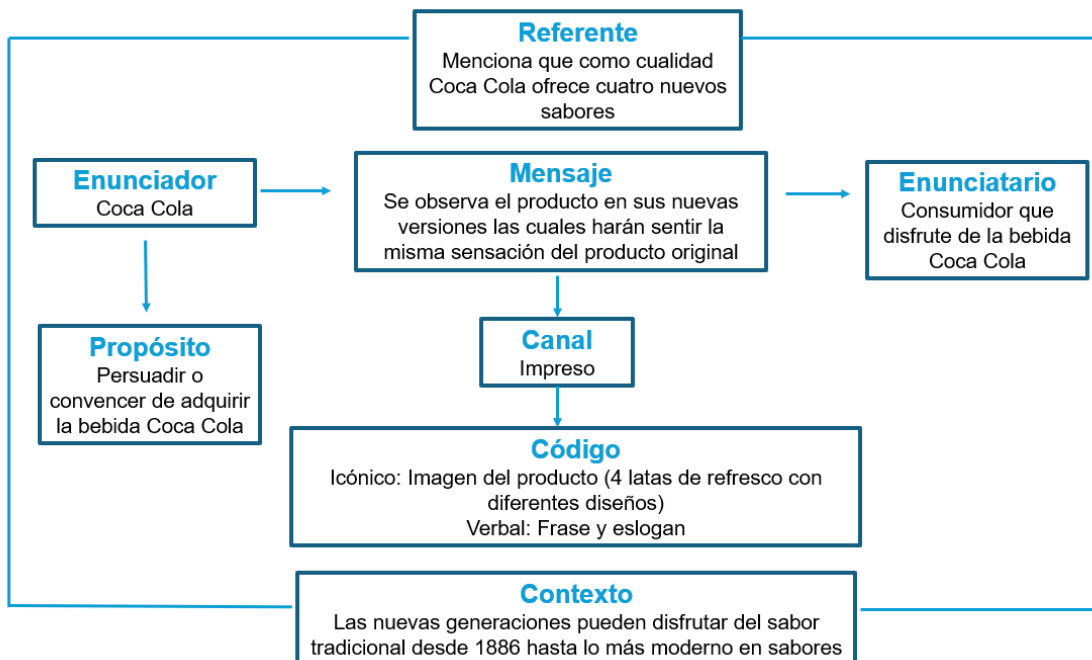 Referente
Menciona que como cualidad
Coca Cola ofrece cuatro nuevos
sabores
Enunciador
Coca Cola
Mensaje
Se observa el producto en sus nuevas
versiones las cuales harán sentir la
misma sensación del producto original
Enunciatario
Consumidor que
disfrute de la bebida
Coca Cola
Propósito
Persuadir o
convencer de adquirir
la bebida Coca Cola
Canal
Impreso
Código
Icónico: Imagen del producto (4 latas de refresco con
diferentes diseños)
Verbal: Frase y eslogan
Contexto
Las nuevas generaciones pueden disfrutar del sabor
tradicional desde 1886 hasta lo más moderno en sabores